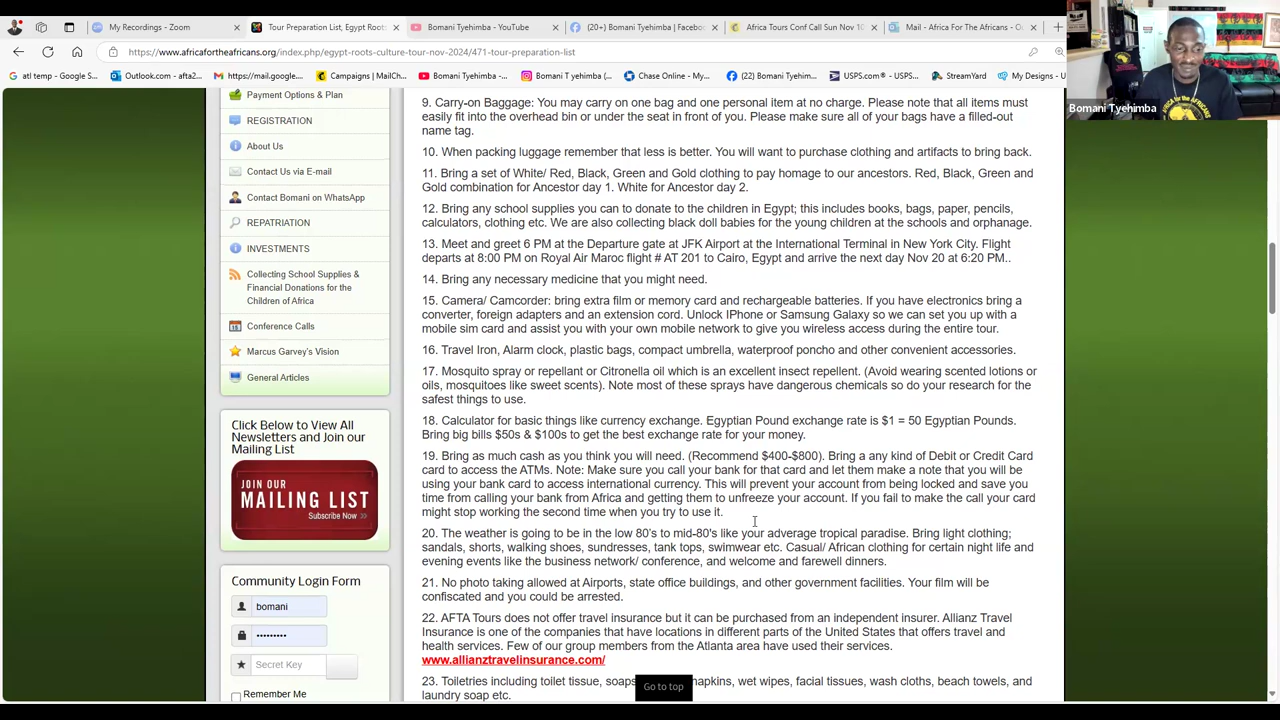 My Recordings - Zoom
Tour Preparation List, Egypt
Bomani Tyehimba - YouTube
(20+) Bomani Tyehimba | Facebook
Africa Tours Conf Call Sun Nov 10
Mail - Africa For The Africans - O
https://www.africafortheafricans.org/index.php/egypt-roots-culture-tour-nov-2024/471-tour-preparation-list
atl temp - Google S...
Outlook.com - afta2...
https://mail.google....
Campaigns | MailCh...
Bomani Tyehimba -...
Bomani T yehimba (...
Chase Online - My...
(22) Bomani Tyehim...
USPS.com® - USPS...
StreamYard
My Designs - U
Bomani Tyehimba
Payment Options & Plan
REGISTRATION
About Us
Contact Us via E-mail
Contact Bomani on WhatsApp
REPATRIATION
INVESTMENTS
Collecting School Supplies &
Financial Donations for the
Children of Africa
Conference Calls
Marcus Garvey's Vision
General Articles
Click Below to View All
Newsletters and Join our
Mailing List
JOIN OUR
MAILING LIST
Subscribe Now >
Community Login Form
bomani
•••••••••
Secret Key
Remember Me
9. Carry-on Baggage: You may carry on one bag and one personal item at no charge. Please note that all items must
easily fit into the overhead bin or under the seat in front of you. Please make sure all of your bags have a filled-out
name tag.
10. When packing luggage remember that less is better. You will want to purchase clothing and artifacts to bring back.
11. Bring a set of White/ Red, Black, Green and Gold clothing to pay homage to our ancestors. Red, Black, Green and
Gold combination for Ancestor day 1. White for Ancestor day 2.
12. Bring any school supplies you can to donate to the children in Egypt; this includes books, bags, paper, pencils,
calculators, clothing etc. We are also collecting black doll babies for the young children at the schools and orphanage.
13. Meet and greet 6 PM at the Departure gate at JFK Airport at the International Terminal in New York City. Flight
departs at 8:00 PM on Royal Air Maroc flight # AT 201 to Cairo, Egypt and arrive the next day Nov 20 at 6:20 PM..
14. Bring any necessary medicine that you might need.
15. Camera/ Camcorder: bring extra film or memory card and rechargeable batteries. If you have electronics bring a
converter, foreign adapters and an extension cord. Unlock IPhone or Samsung Galaxy so we can set you up with a
mobile sim card and assist you with your own mobile network to give you wireless access during the entire tour.
16. Travel Iron, Alarm clock, plastic bags, compact umbrella, waterproof poncho and other convenient accessories.
17. Mosquito spray or repellant or Citronella oil which is an excellent insect repellent. (Avoid wearing scented lotions or
oils, mosquitoes like sweet scents). Note most of these sprays have dangerous chemicals so do your research for the
safest things to use.
18. Calculator for basic things like currency exchange. Egyptian Pound exchange rate is $1 = 50 Egyptian Pounds.
Bring big bills $50s & $100s to get the best exchange rate for your money.
19. Bring as much cash as you think you will need. (Recommend $400-$800). Bring a any kind of Debit or Credit Card
card to access the ATMs. Note: Make sure you call your bank for that card and let them make a note that you will be
using your bank card to access international currency. This will prevent your account from being locked and save you
time from calling your bank from Africa and getting them to unfreeze your account. If you fail to make the call your card
might stop working the second time when you try to use it.
20. The weather is going to be in the low 80's to mid-80's like your adverage tropical paradise. Bring light clothing;
sandals, shorts, walking shoes, sundresses, tank tops, swimwear etc. Casual/ African clothing for certain night life and
evening events like the business network/ conference, and welcome and farewell dinners.
21. No photo taking allowed at Airports, state office buildings, and other government facilities. Your film will be
confiscated and you could be arrested.
22. AFTA Tours does not offer travel insurance but it can be purchased from an independent insurer. Allianz Travel
Insurance is one of the companies that have locations in different parts of the United States that offers travel and
health services. Few of our group members from the Atlanta area have used their services.
www.allianztravelinsurance.com/
23. Toiletries including toilet tissue, soaps, napkins, wet wipes, facial tissues, wash cloths, beach towels, and
laundry soap etc.
Go to top